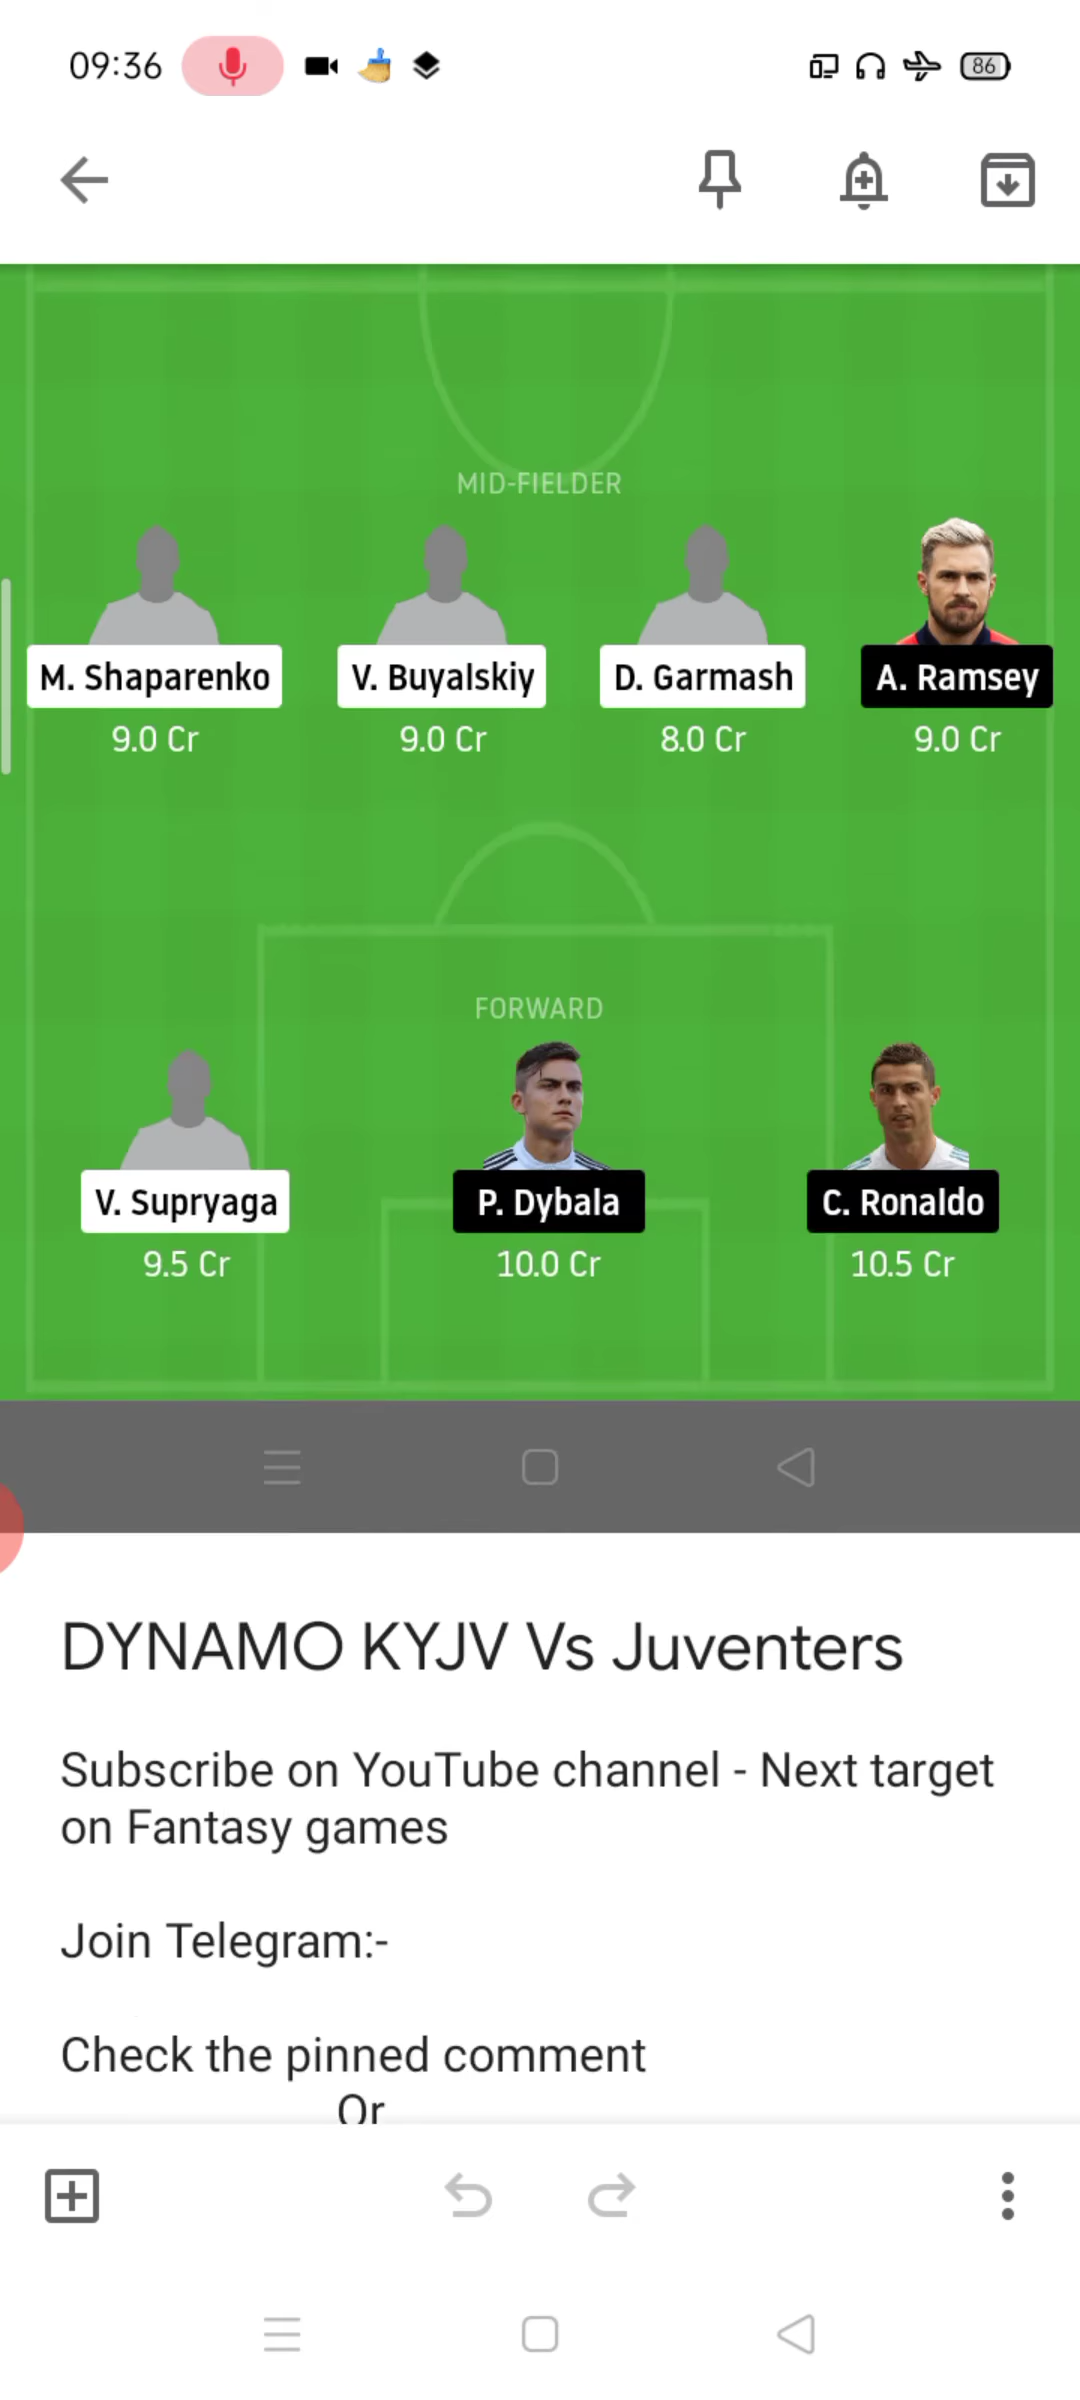 09:36
86
MID-FIELDER
M. Shaparenko V. Buyalskiy D. Garmash A. Ramsey
9.0 Cr 9.0 Cr 8.0 Cr 9.0 Cr
FORWARD
V. Supryaga P. Dybala C. Ronaldo
9.5 Cr 10.0 Cr 10.5 Cr
DYNAMO KYJV Vs Juventers
Subscribe on YouTube channel - Next target
on Fantasy games
Join Telegram:-
Check the pinned comment
Or